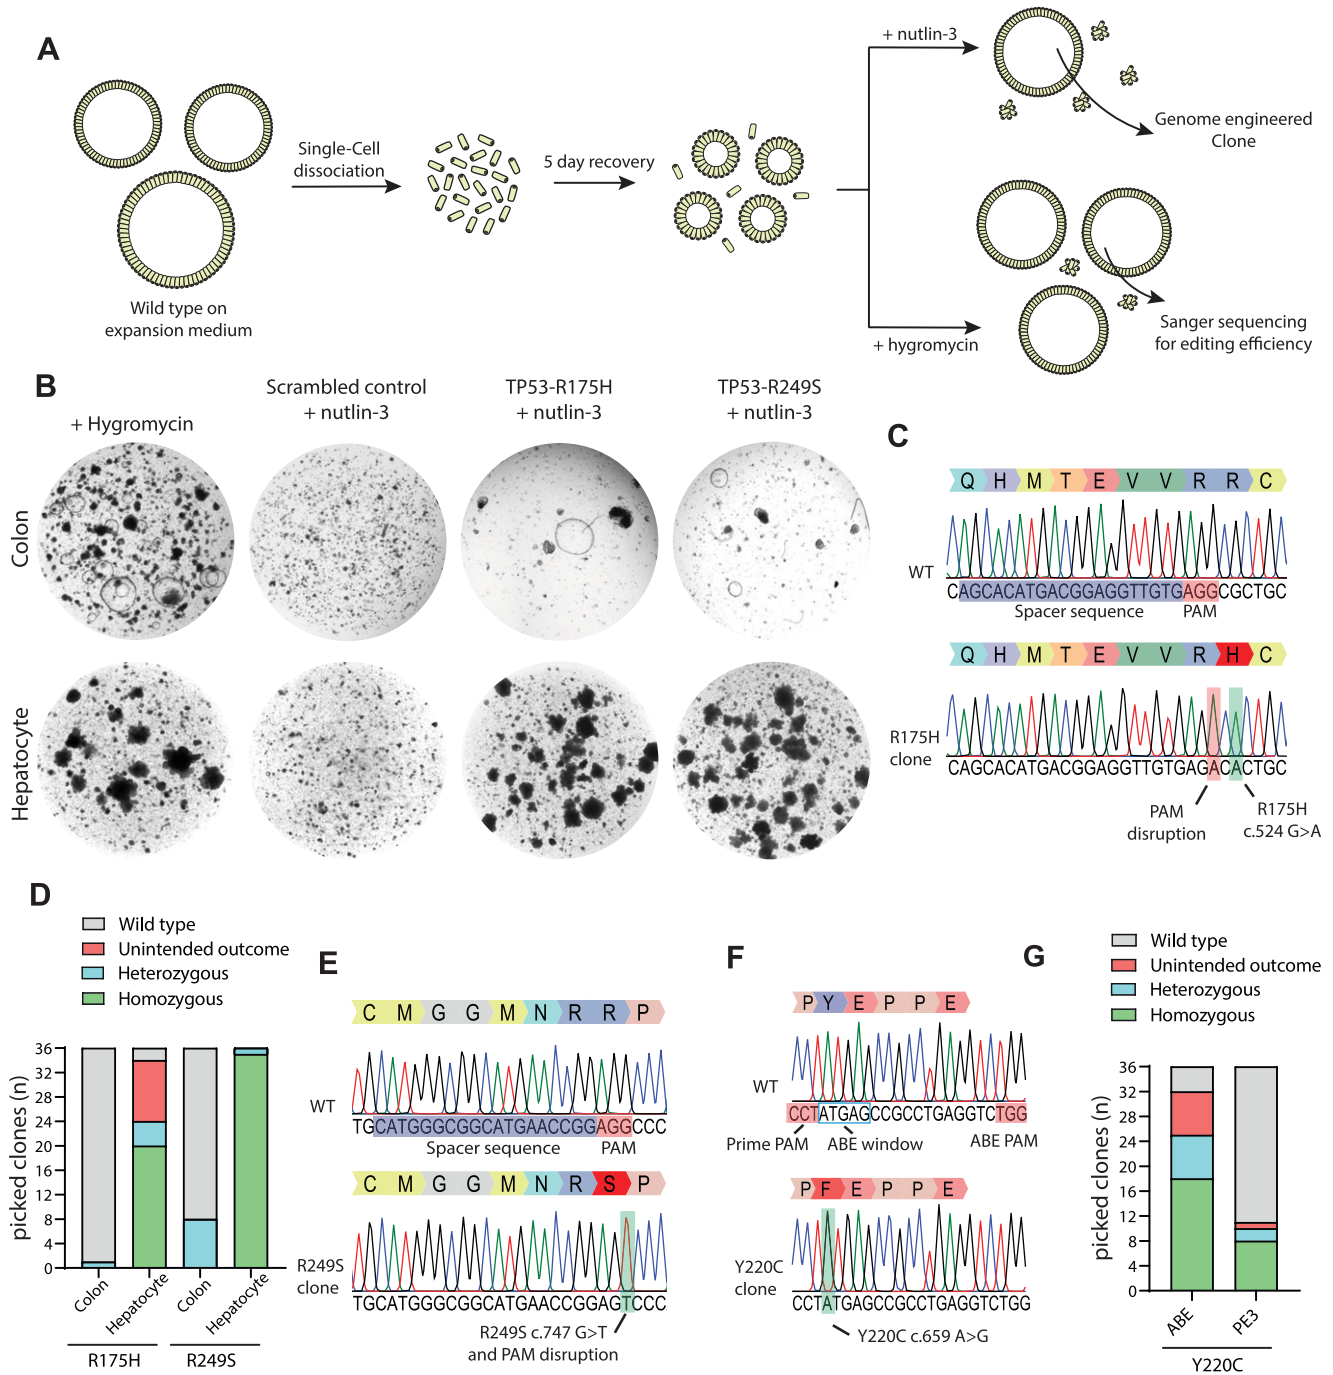 A
Wild type on
expansion medium
Single-Cell
dissociation
5 day recovery
+ nutlin-3
Genome engineered
Clone
+ hygromycin
Sanger sequencing
for editing efficiency
B
+ Hygromycin
Scrambled control
+ nutlin-3
TP53-R175H
+ nutlin-3
TP53-R249S
+ nutlin-3
Colon
Hepatocyte
C
Q H M T E V V R R C
WT
CAGCACATGACGGAGGTTGTGAGGCGCTGC
Spacer sequence
PAM
Q H M T E V V R H C
R175H
clone
CAGCACATGACGGAGGTTGTGAGACACTGC
PAM
disruption
R175H
c.524 G>A
D
Wild type
Unintended outcome
Heterozygous
Homozygous
picked clones (n)
36
32
28
24
20
16
12
8
4
0
Colon
Hepatocyte
Colon
Hepatocyte
R175H
R249S
E
C M G G M N R R P
WT
TGCATGGGCGGCATGAACCGGAGGCCC
Spacer sequence
PAM
C M G G M N R S P
R249S
clone
TGCATGGGCGGCATGAACCGGAGTCCC
R249S c.747 G>T
and PAM disruption
F
P Y E P P E
WT
CCTATGAGCCGCCTGAGGTCTGG
Prime PAM
ABE window
ABE PAM
P F E P P E
Y220C
clone
CCTATGAGCCGCCTGAGGTCTGG
Y220C c.659 A>G
G
Wild type
Unintended outcome
Heterozygous
Homozygous
picked clones (n)
36
32
28
24
20
16
12
8
4
0
ABE
PE3
Y220C